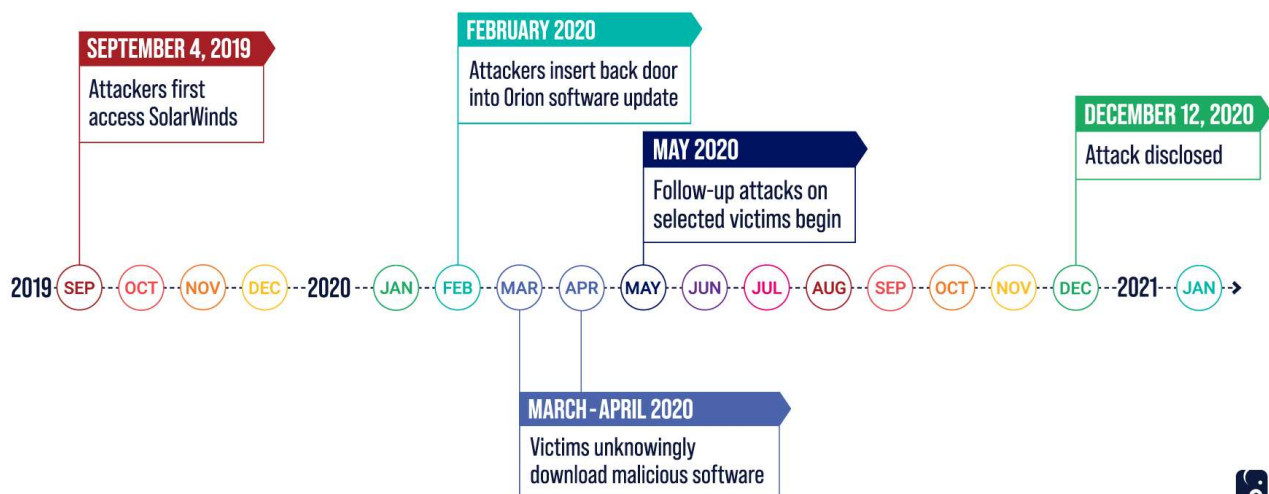 SEPTEMBER 4, 2019
Attackers first
access SolarWinds
FEBRUARY 2020
Attackers insert back door
into Orion software update
MAY 2020
Follow-up attacks on
selected victims begin
DECEMBER 12, 2020
Attack disclosed
2019 SEP OCT NOV DEC 2020 JAN FEB MAR APR MAY JUN JUL AUG SEP OCT NOV DEC 2021 JAN
MARCH - APRIL 2020
Victims unknowingly
download malicious software